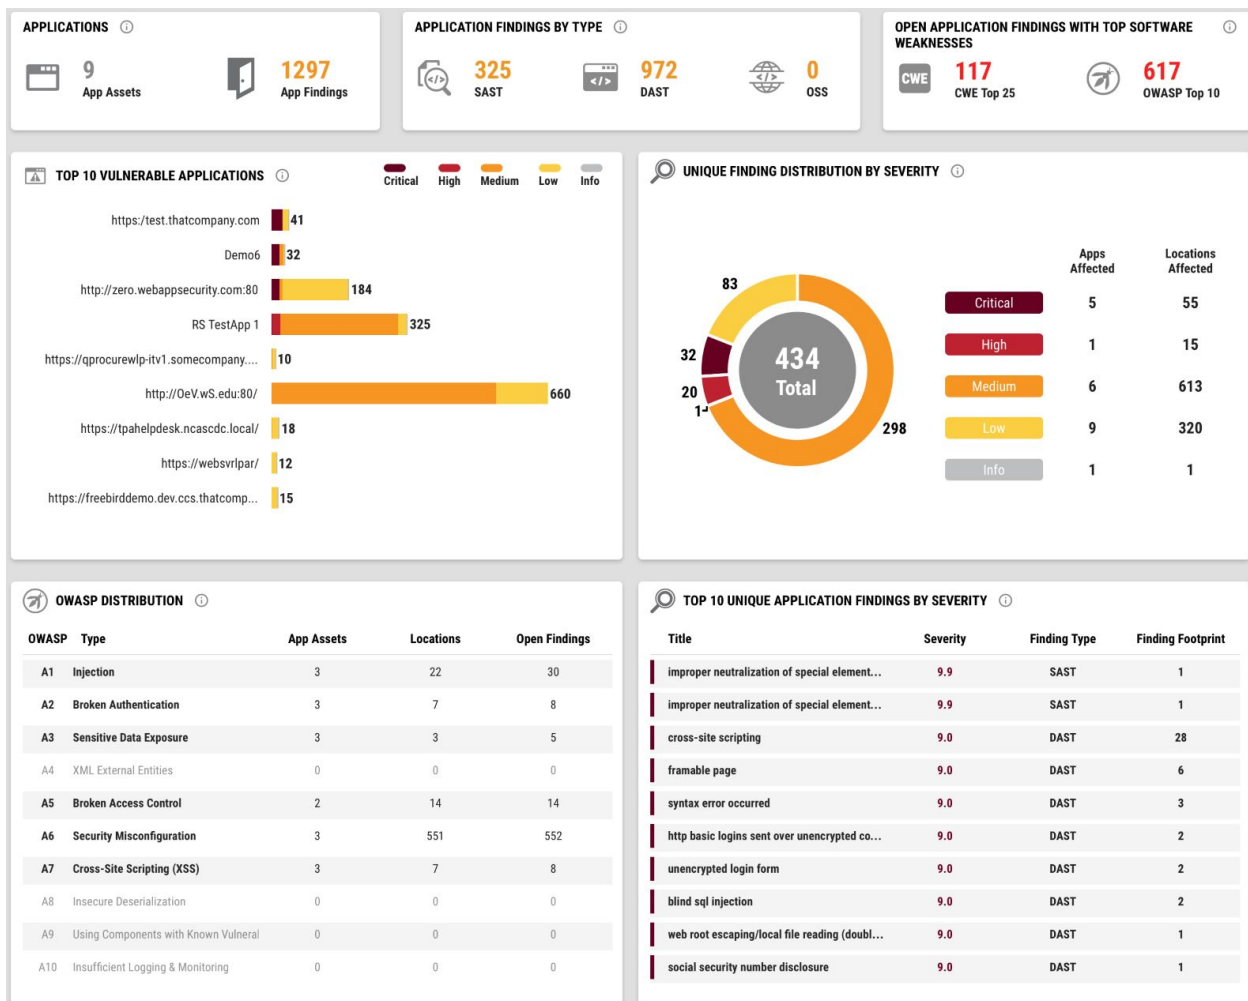 APPLICATIONS
9
App Assets
1297
App Findings
APPLICATION FINDINGS BY TYPE
325
SAST
972
DAST
0
OSS
OPEN APPLICATION FINDINGS WITH TOP SOFTWARE
WEAKNESSES
CWE
117
CWE Top 25
617
OWASP Top 10
TOP 10 VULNERABLE APPLICATIONS
Critical High Medium Low Info
https:/test.thatcompany.com 41
Demo6 32
http://zero.webappsecurity.com:80 184
RS TestApp 1 325
https://qprocurewlp-itv1.somecompany.... 10
http://OeV.wS.edu:80/ 660
https://tpahelpdesk.ncascdc.local/ 18
https://websvrlpar/ 12
https://freebirddemo.dev.ccs.thatcomp... 15
UNIQUE FINDING DISTRIBUTION BY SEVERITY
83
32
20
1
298
434
Total
Apps Affected Locations Affected
Critical 5 55
High 1 15
Medium 6 613
Low 9 320
Info 1 1
OWASP DISTRIBUTION
OWASP Type App Assets Locations Open Findings
A1 Injection 3 22 30
A2 Broken Authentication 3 7 8
A3 Sensitive Data Exposure 3 3 5
A4 XML External Entities 0 0 0
A5 Broken Access Control 2 14 14
A6 Security Misconfiguration 3 551 552
A7 Cross-Site Scripting (XSS) 3 7 8
A8 Insecure Deserialization 0 0 0
A9 Using Components with Known Vulneral 0 0 0
A10 Insufficient Logging & Monitoring 0 0 0
TOP 10 UNIQUE APPLICATION FINDINGS BY SEVERITY
Title Severity Finding Type Finding Footprint
improper neutralization of special element... 9.9 SAST 1
improper neutralization of special element... 9.9 SAST 1
cross-site scripting 9.0 DAST 28
framable page 9.0 DAST 6
syntax error occurred 9.0 DAST 3
http basic logins sent over unencrypted co... 9.0 DAST 2
unencrypted login form 9.0 DAST 2
blind sql injection 9.0 DAST 2
web root escaping/local file reading (doubl... 9.0 DAST 1
social security number disclosure 9.0 DAST 1